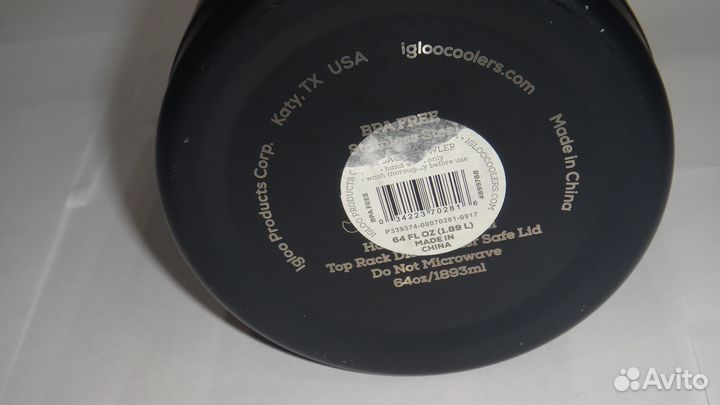 Igloo Products Corp. Katy, TX USA igloocoolers.com Made in China
BPA FREE
hand wash only
wash thoroughly before use
IGLOO PRODUCTS
IGLOOCOOLERS.COM
BPA FREE
0 34223 70281 6
P339374-00070281-0917
64 FL OZ (1.89 L)
MADE IN
CHINA
Top Rack Safe Lid
Do Not Microwave
64oz/1893ml
Avito